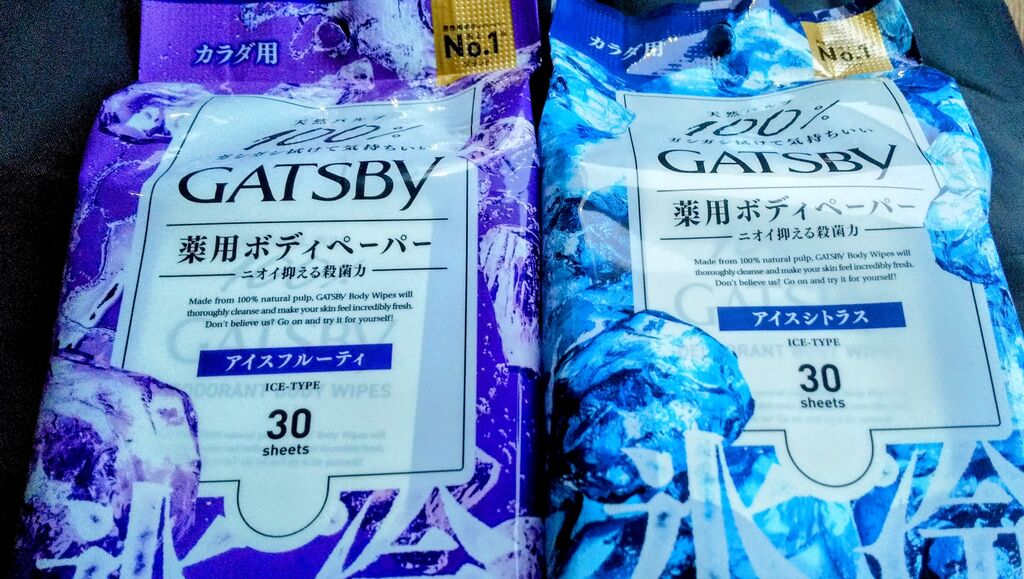 カラダ用
No.1
天然パルプ
100%
ガシガシ拭けて気持ちいい
GATSBY
薬用ボディペーパー
ニオイ抑える殺菌力
Made from 100% natural pulp, GATSBY Body Wipes will
thoroughly cleanse and make your skin feel incredibly fresh.
Don't believe us? Go on and try it for yourself!
アイスフルーティ
ICE-TYPE
30
sheets
カラダ用
No.1
天然パルプ
100%
ガシガシ拭けて気持ちいい
GATSBY
薬用ボディペーパー
ニオイ抑える殺菌力
Made from 100% natural pulp, GATSBY Body Wipes will
thoroughly cleanse and make your skin feel incredibly fresh.
Don't believe us? Go on and try it for yourself!
アイスシトラス
ICE-TYPE
30
sheets
氷冷